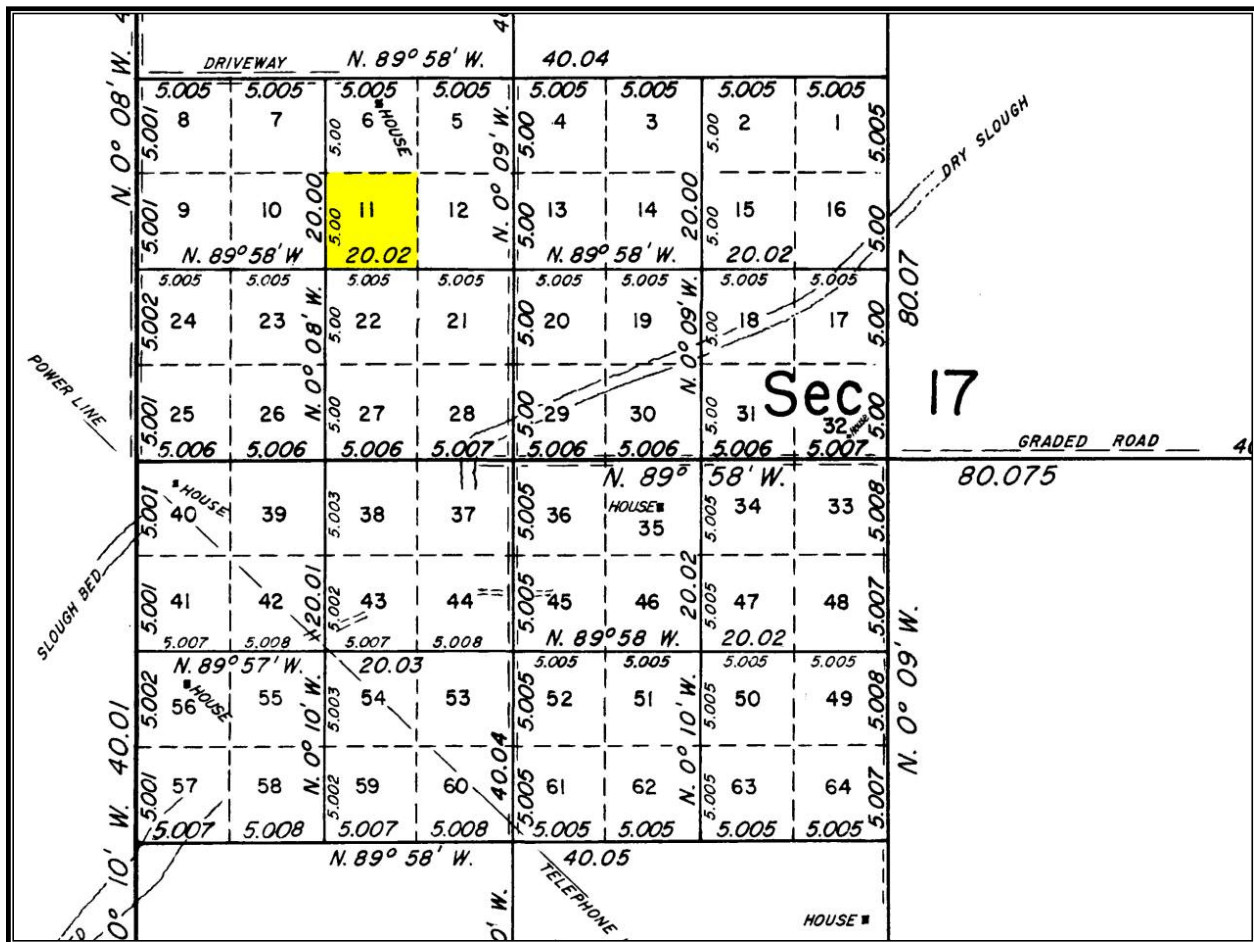 DRIVEWAY N. 89° 58' W. 40.04
N. 0° 08' W.
5.005 5.005 5.005 5.005 5.005 5.005 5.005 5.005
5.001 8 7 5.00 6 HOUSE 5 N. 0° 09' W. 5.00 4 3 5.00 2 1 5.005
DRY SLOUGH
5.001 9 10 20.00 5.00 11 12 5.00 13 14 20.00 5.00 15 16 5.00
N. 89° 58' W 20.02 N. 89° 58' W. 20.02
5.005 5.005 5.005 5.005 5.005 5.005 5.005 5.005
80.07
5.002 24 23 N. 0° 08' W. 5.00 22 21 20 19 N. 0° 09' W. 5.00 18 17 5.00
POWER LINE
Sec 17
5.001 25 26 5.00 27 28 5.00 29 30 5.00 31 32 HOUSE 5.00
5.006 5.006 5.006 5.007 5.006 5.006 5.006 5.007
GRADED ROAD
N. 89° 58' W. 80.075
5.001 HOUSE 40 39 5.003 38 37 5.005 36 HOUSE 35 5.005 34 33 5.008
SLOUGH BED
5.001 41 42 20.01 5.002 43 44 5.005 45 46 20.02 5.005 47 48 5.007
5.007 5.008 5.007 5.008 N. 89° 58 W. 20.02
N. 89° 57' W. 20.03 5.005 5.005 5.005 5.005
N. 0° 09' W.
5.002 HOUSE 56 55 N. 0° 10' W. 5.003 54 53 5.005 52 51 N. 0° 10' W. 5.005 50 49 5.008
40.01
40.04
5.001 57 58 5.002 59 60 5.005 61 62 5.005 63 64 5.007
5.007 5.008 5.007 5.008 5.005 5.005 5.005 5.005
N. 89° 58' W. 40.05
0° 10' W.
0' W.
TELEPHONE
HOUSE